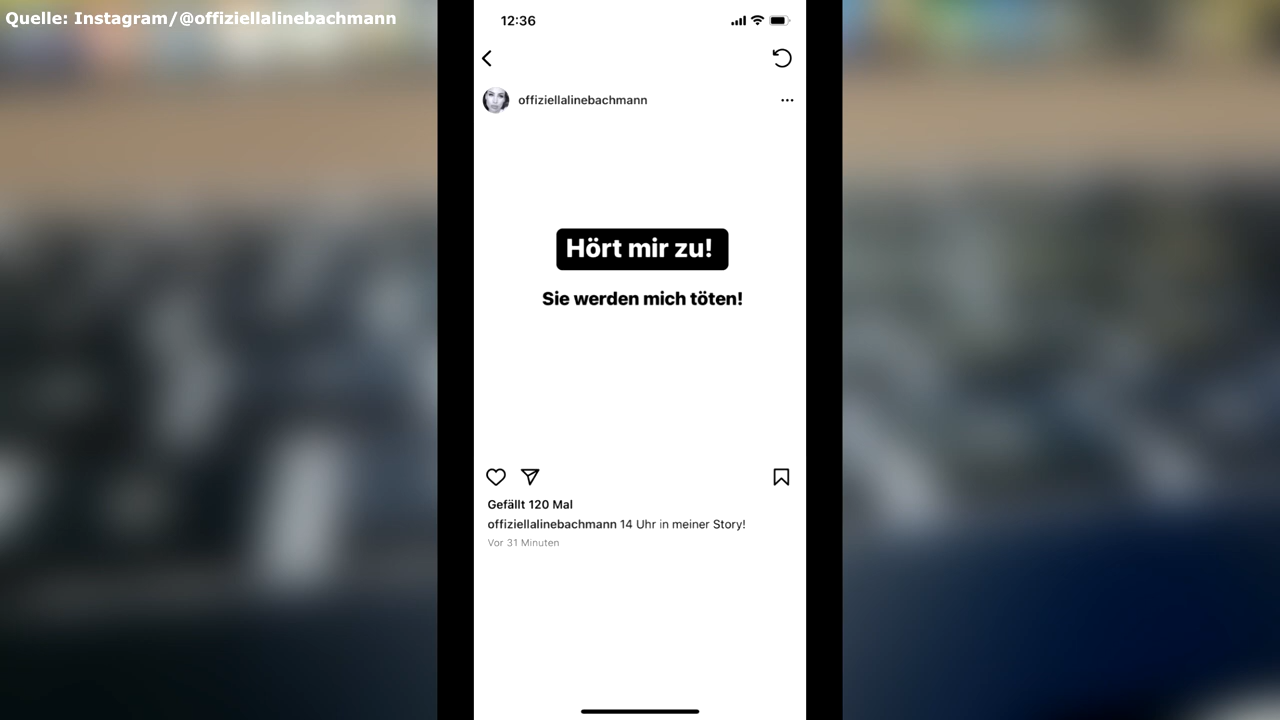 Quelle: Instagram/@offiziellalinebachmann
12:36
offiziellalinebachmann
Hört mir zu!
Sie werden mich töten!
Gefällt 120 Mal
offiziellalinebachmann 14 Uhr in meiner Story!
Vor 31 Minuten